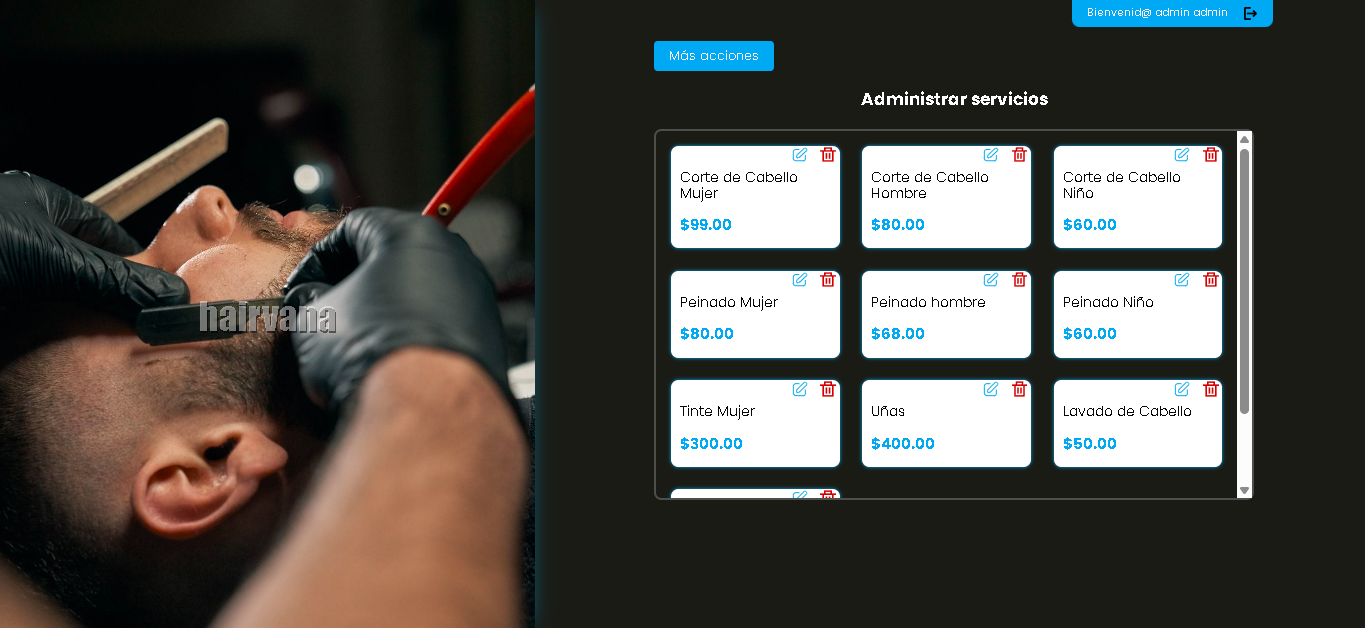 Bienvenid@ admin admin
Más acciones
Administrar servicios
Corte de Cabello
Mujer
$99.00
Corte de Cabello
Hombre
$80.00
Corte de Cabello
Niño
$60.00
Peinado Mujer
$80.00
Peinado hombre
$68.00
Peinado Niño
$60.00
Tinte Mujer
$300.00
Uñas
$400.00
Lavado de Cabello
$50.00
hairvana